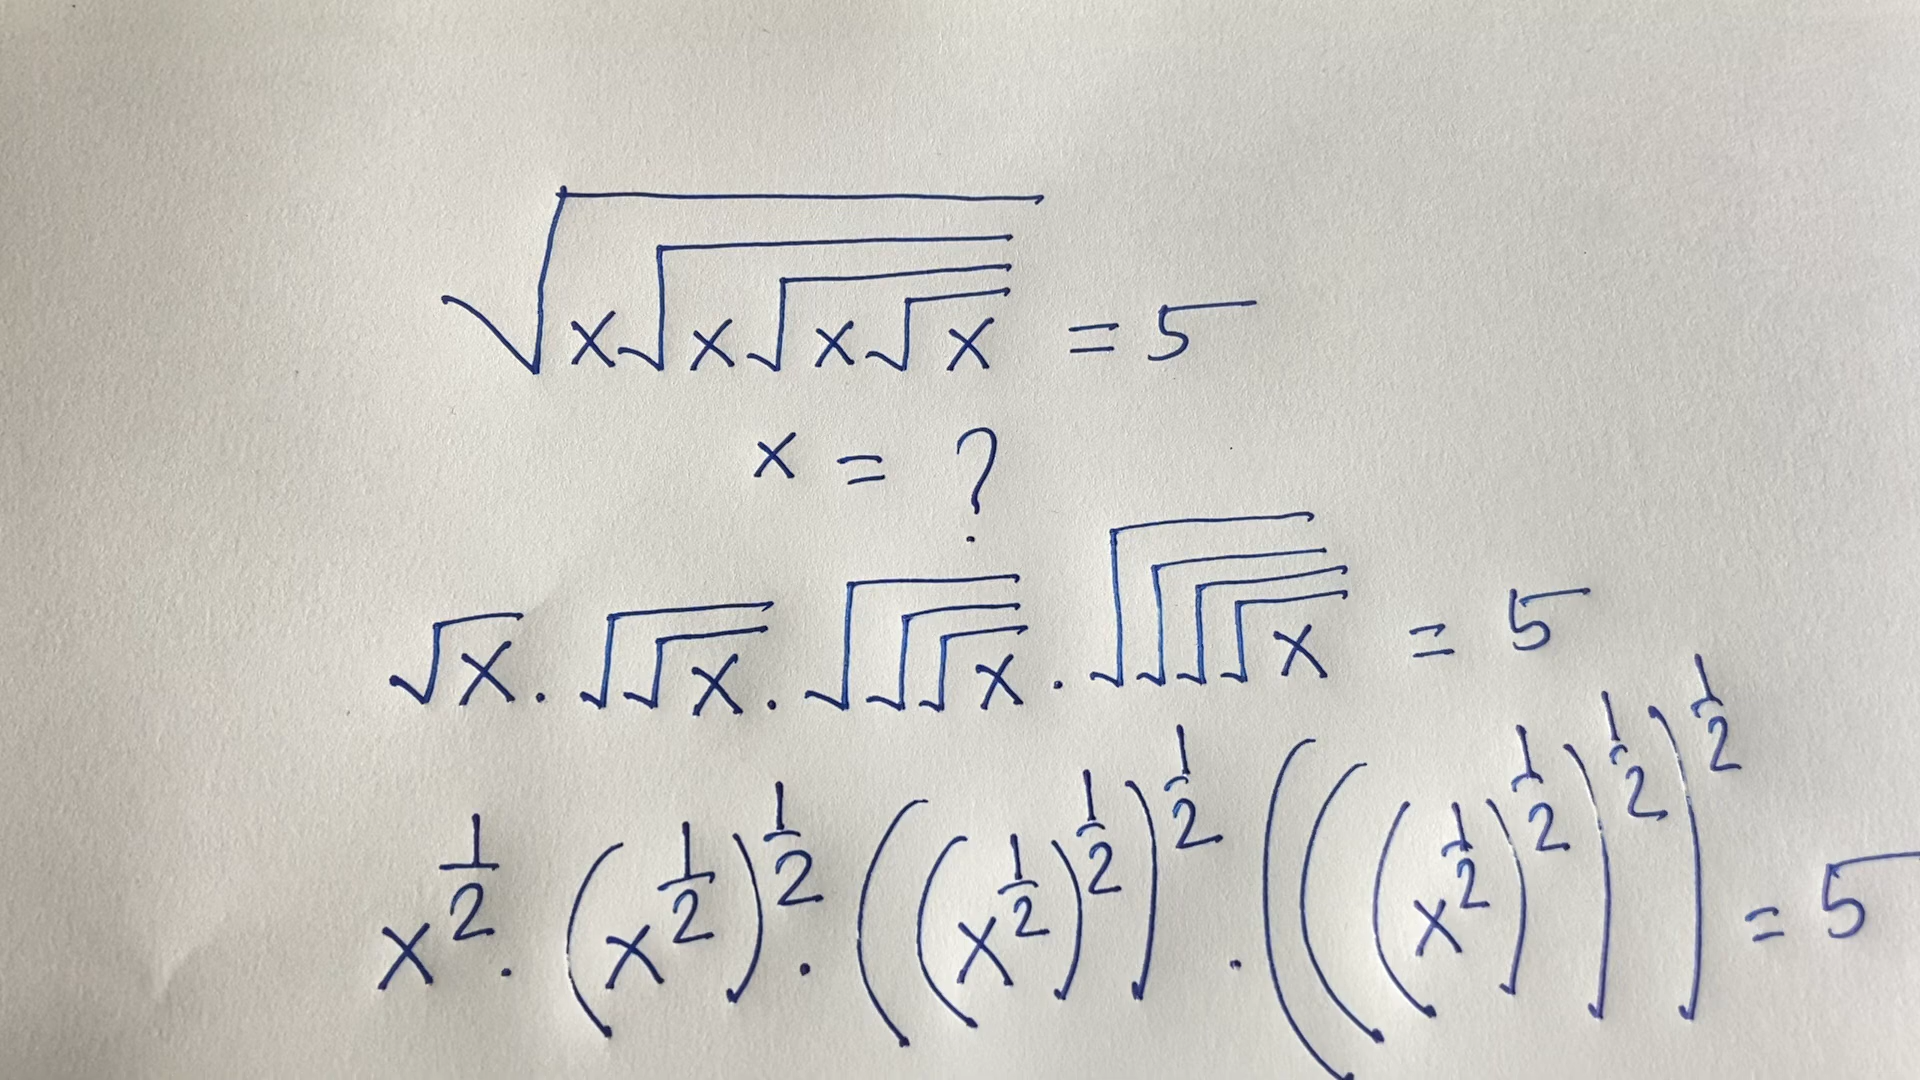 √(x√(x√(x√x))) = 5
x = ?
√x . √√x . √√√x . √√√√x = 5
x^(1/2) . (x^(1/2))^(1/2) . ((x^(1/2))^(1/2))^(1/2) . (((x^(1/2))^(1/2))^(1/2))^(1/2) = 5